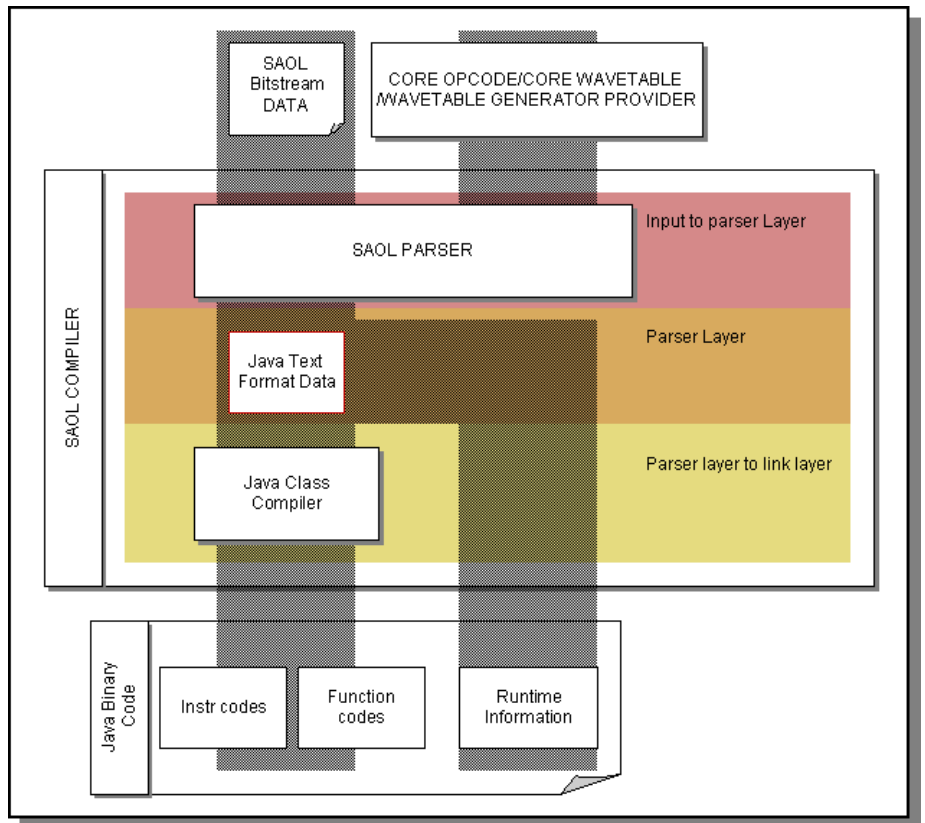 SAOL
Bitstream
DATA
CORE OPCODE/CORE WAVETABLE
/WAVETABLE GENERATOR PROVIDER
SAOL COMPILER
SAOL PARSER
Input to parser Layer
Java Text
Format Data
Parser Layer
Java Class
Compiler
Parser layer to link layer
Java Binary
Code
Instr codes
Function
codes
Runtime
Information